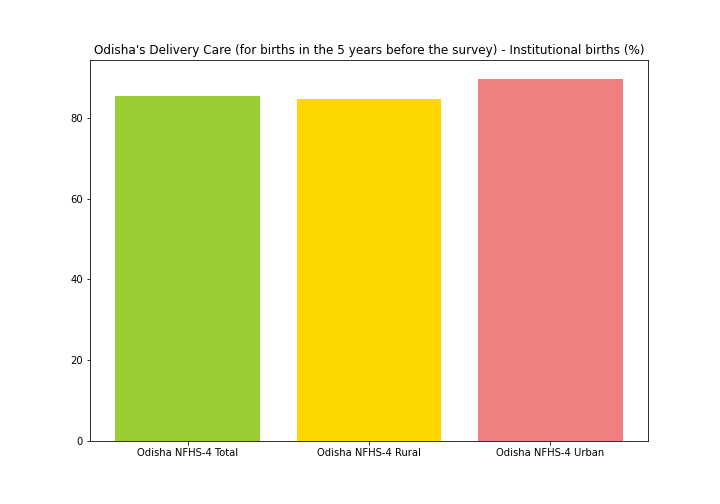 Odisha's Delivery Care (for births in the 5 years before the survey) - Institutional births (%)
80
60
40
20
0
Odisha NFHS-4 Total
Odisha NFHS-4 Rural
Odisha NFHS-4 Urban